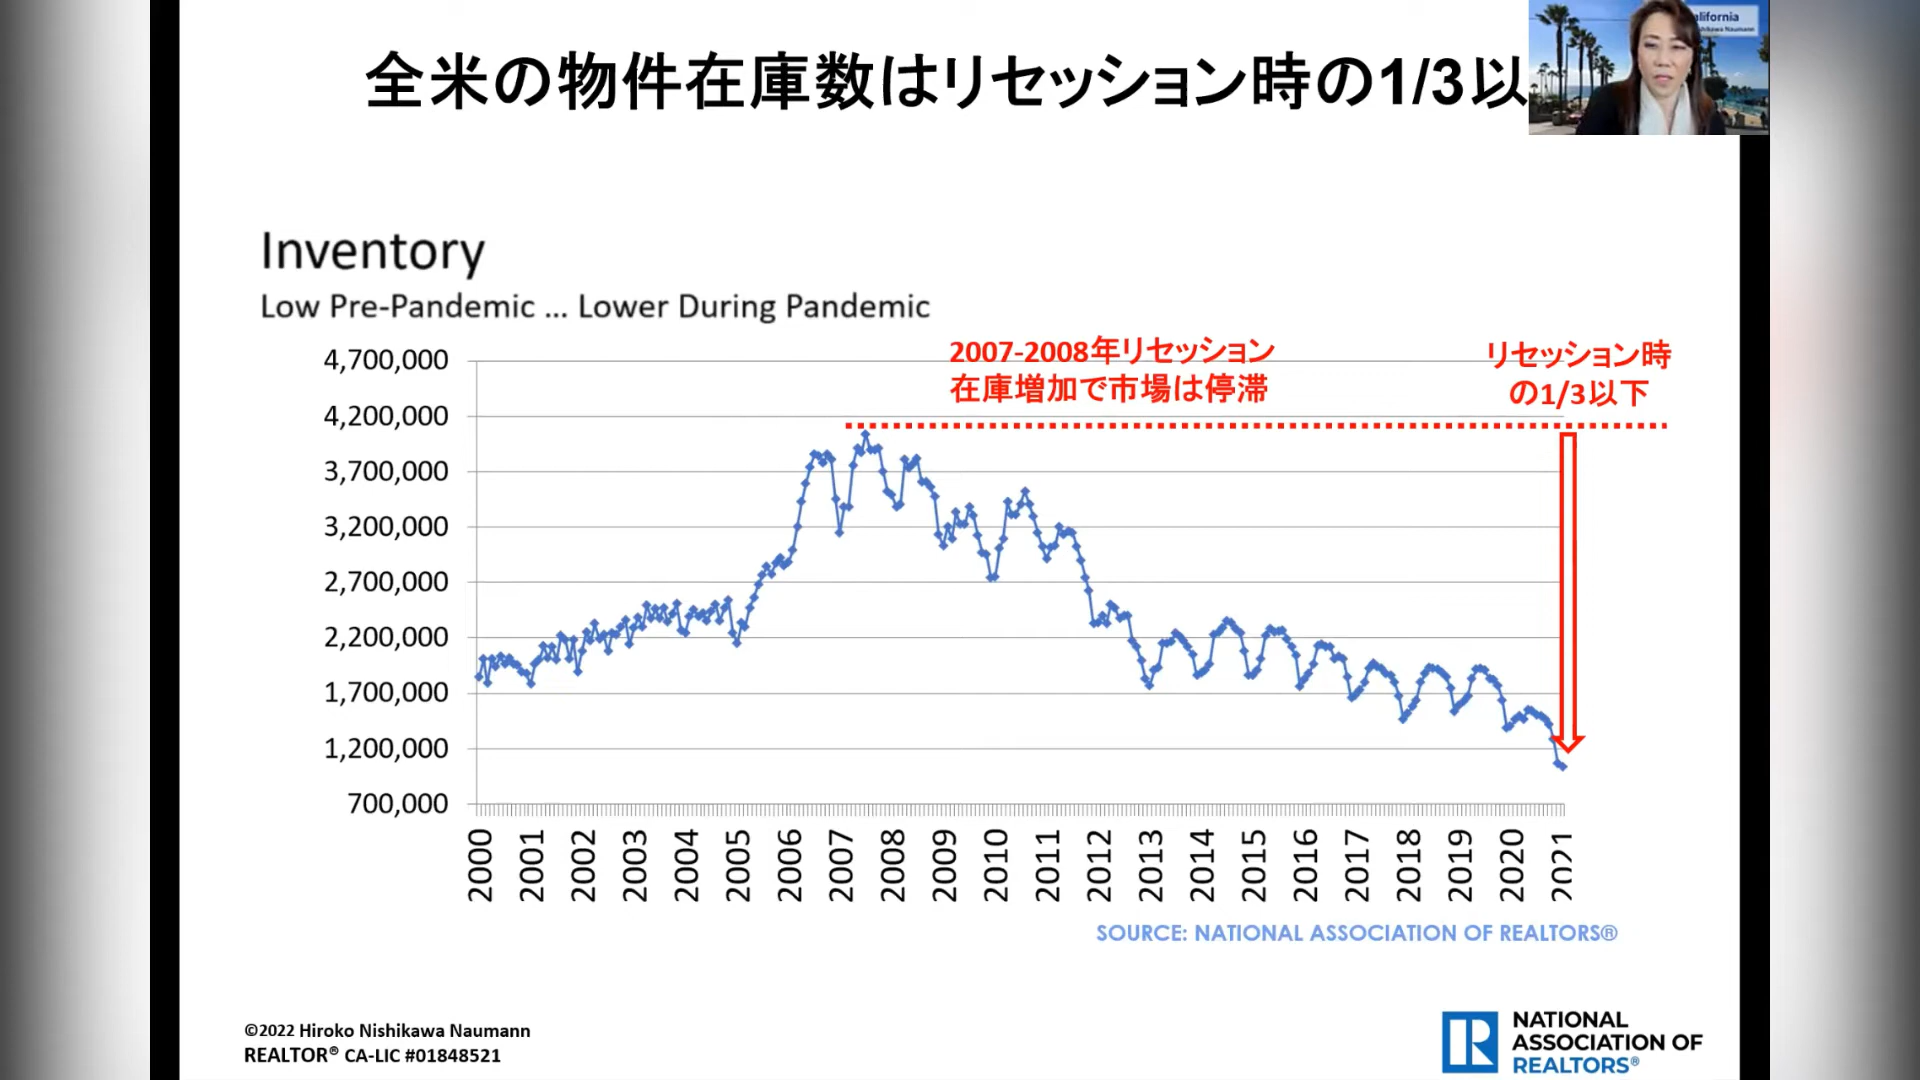 全米の物件在庫数はリセッション時の1/3以
alifornia
Inventory
Low Pre-Pandemic ... Lower During Pandemic
2007-2008年リセッション
在庫増加で市場は停滞
リセッション時
の1/3以下
4,700,000
4,200,000
3,700,000
3,200,000
2,700,000
2,200,000
1,700,000
1,200,000
700,000
2000 2001 2002 2003 2004 2005 2006 2007 2008 2009 2010 2011 2012 2013 2014 2015 2016 2017 2018 2019 2020 2021
SOURCE: NATIONAL ASSOCIATION OF REALTORS®
©2022 Hiroko Nishikawa Naumann
REALTOR® CA-LIC #01848521
NATIONAL
ASSOCIATION OF
REALTORS®